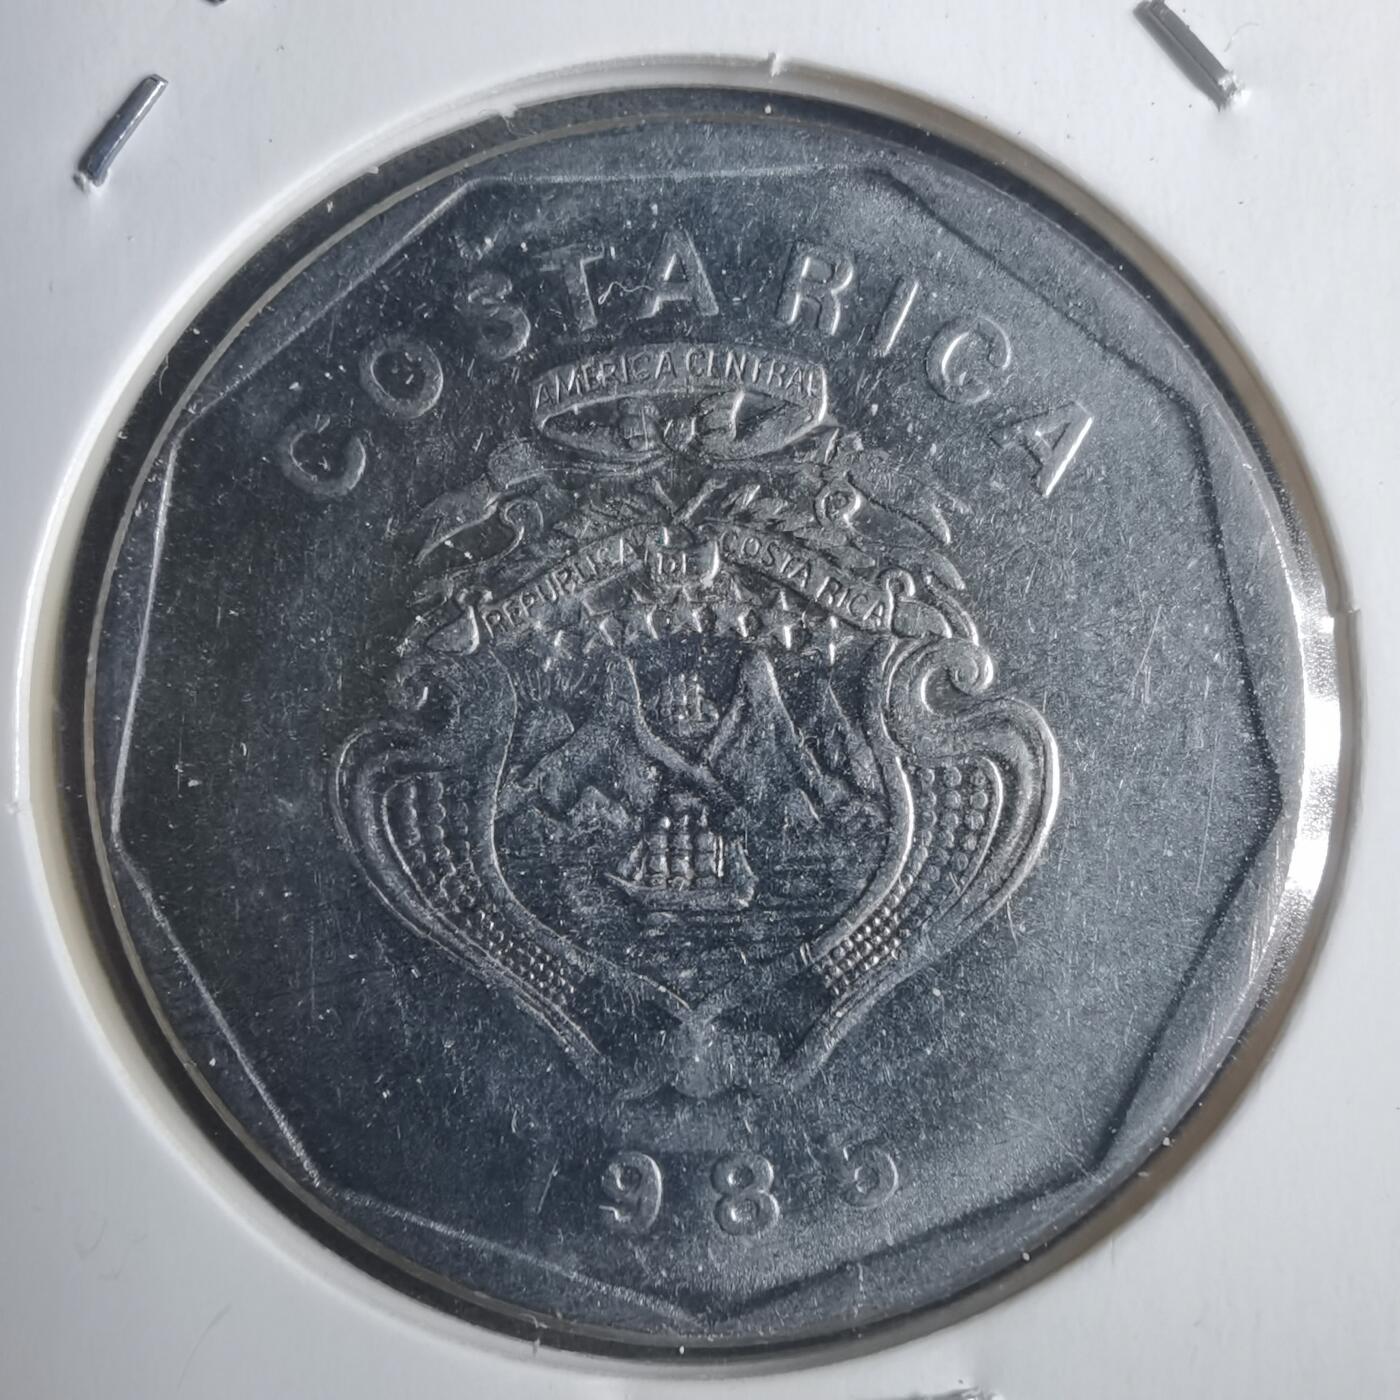 COSTA RICA
AMERICA CENTRAL
REPUBLICA DE COSTA RICA
1985